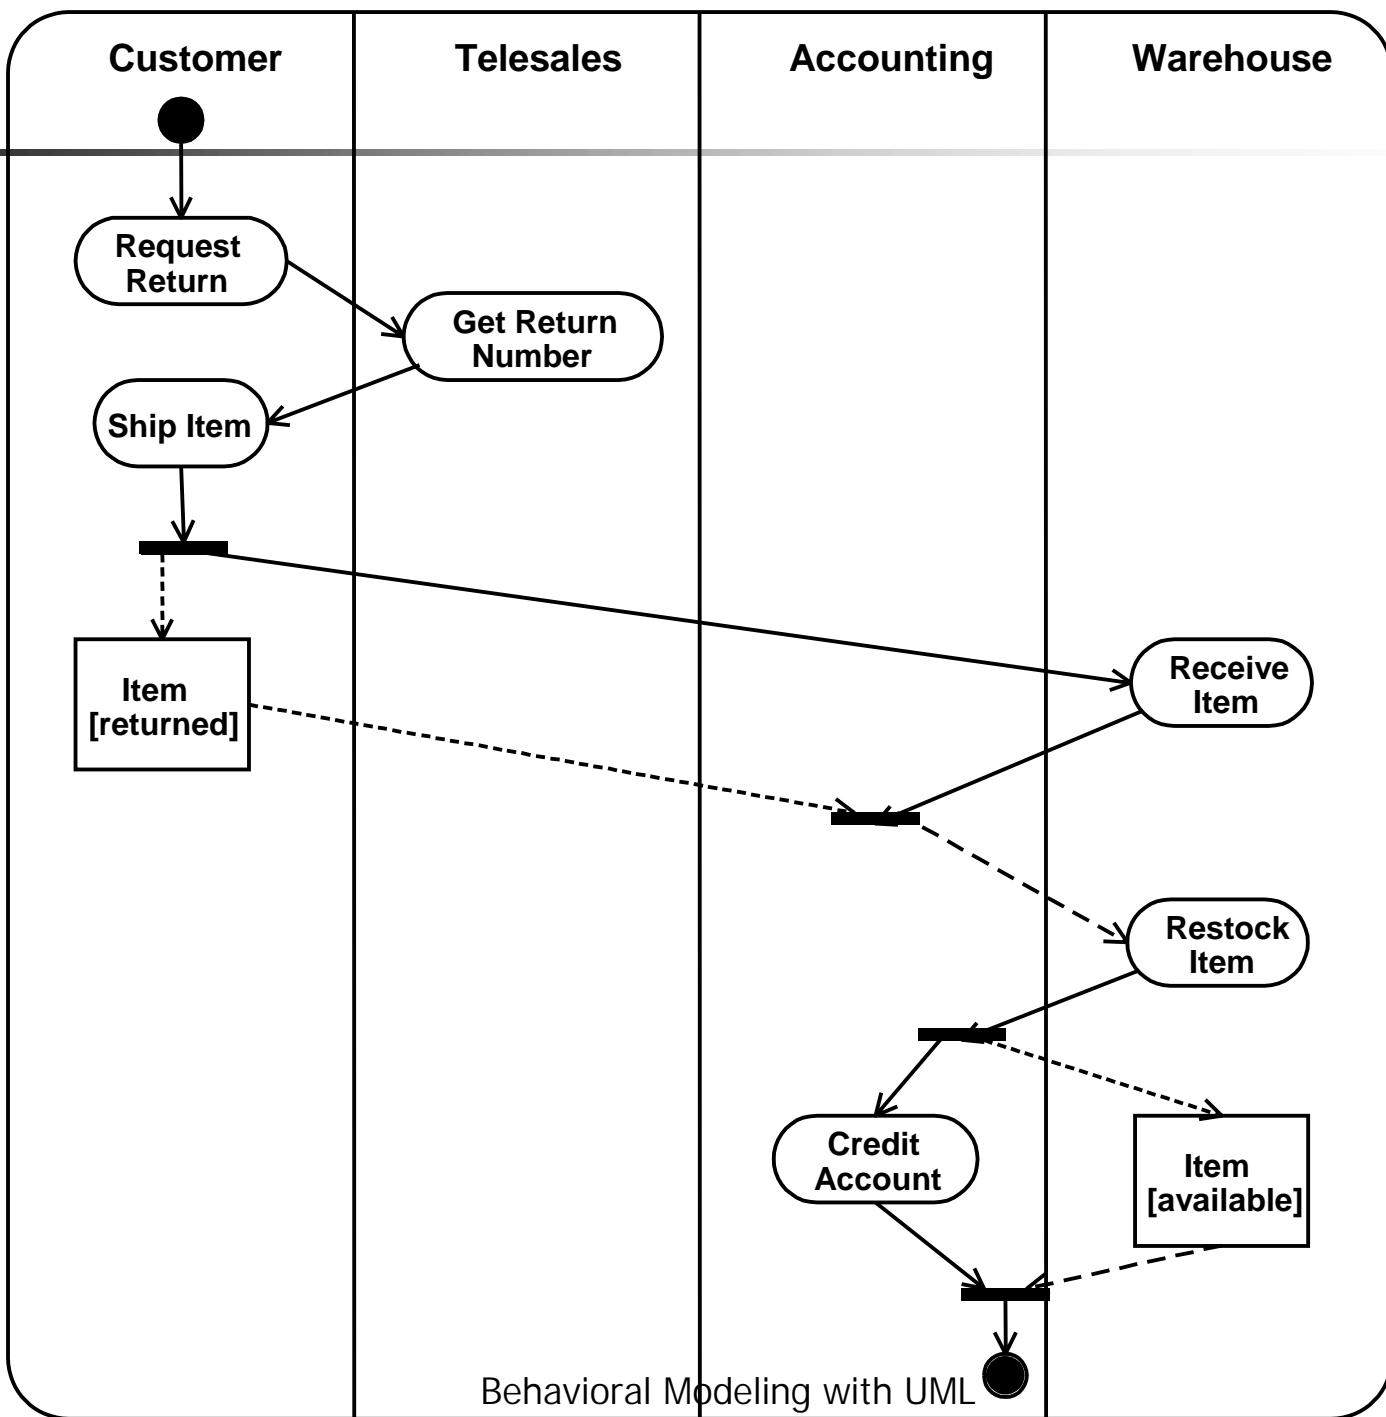 Customer
Telesales
Accounting
Warehouse
Request
Return
Get Return
Number
Ship Item
Item
[returned]
Receive
Item
Restock
Item
Credit
Account
Item
[available]
Behavioral Modeling with UML